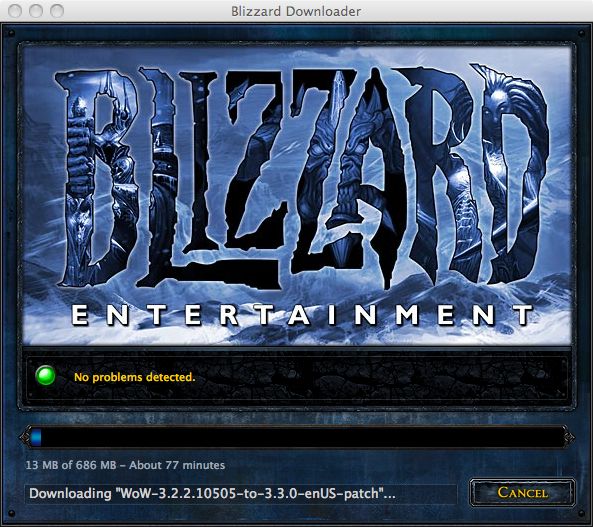 Blizzard Downloader
BLIZZARD
ENTERTAINMENT
No problems detected.
13 MB of 686 MB – About 77 minutes
Downloading "WoW-3.2.2.10505-to-3.3.0-enUS-patch"...
CANCEL